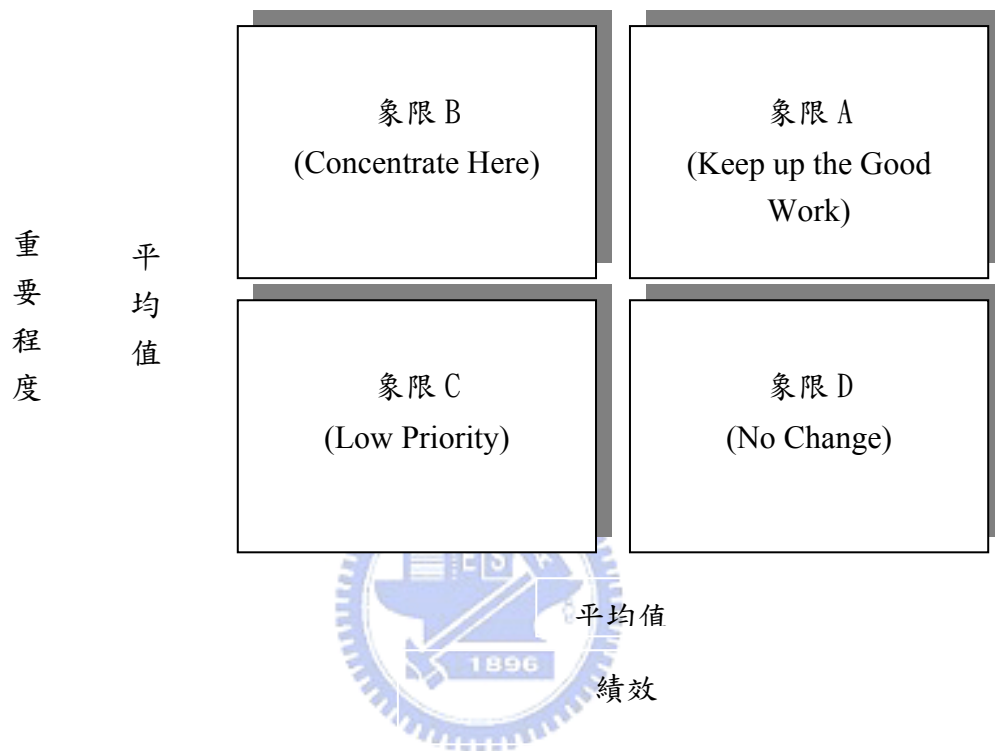 象限 B
(Concentrate Here)
象限 A
(Keep up the Good
Work)
重要程度
平均值
象限 C
(Low Priority)
象限 D
(No Change)
平均值
績效
1896